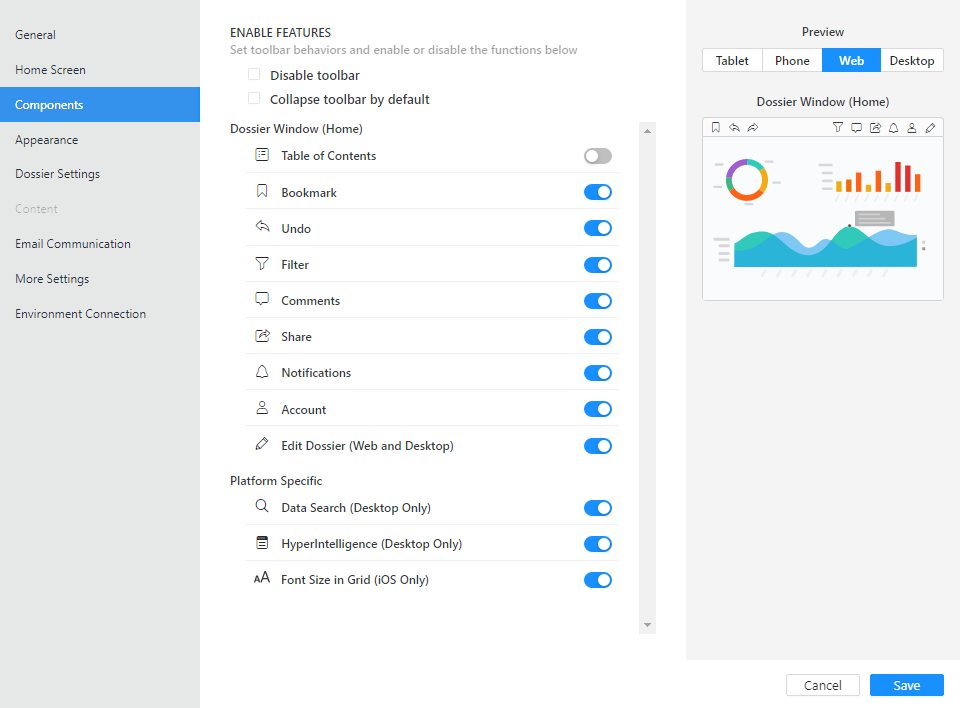 General
Home Screen
Components
Appearance
Dossier Settings
Content
Email Communication
More Settings
Environment Connection
ENABLE FEATURES
Set toolbar behaviors and enable or disable the functions below
Disable toolbar
Collapse toolbar by default
Dossier Window (Home)
Table of Contents
Bookmark
Undo
Filter
Comments
Share
Notifications
Account
Edit Dossier (Web and Desktop)
Platform Specific
Data Search (Desktop Only)
HyperIntelligence (Desktop Only)
AA Font Size in Grid (iOS Only)
Preview
Tablet Phone Web Desktop
Dossier Window (Home)
Cancel Save